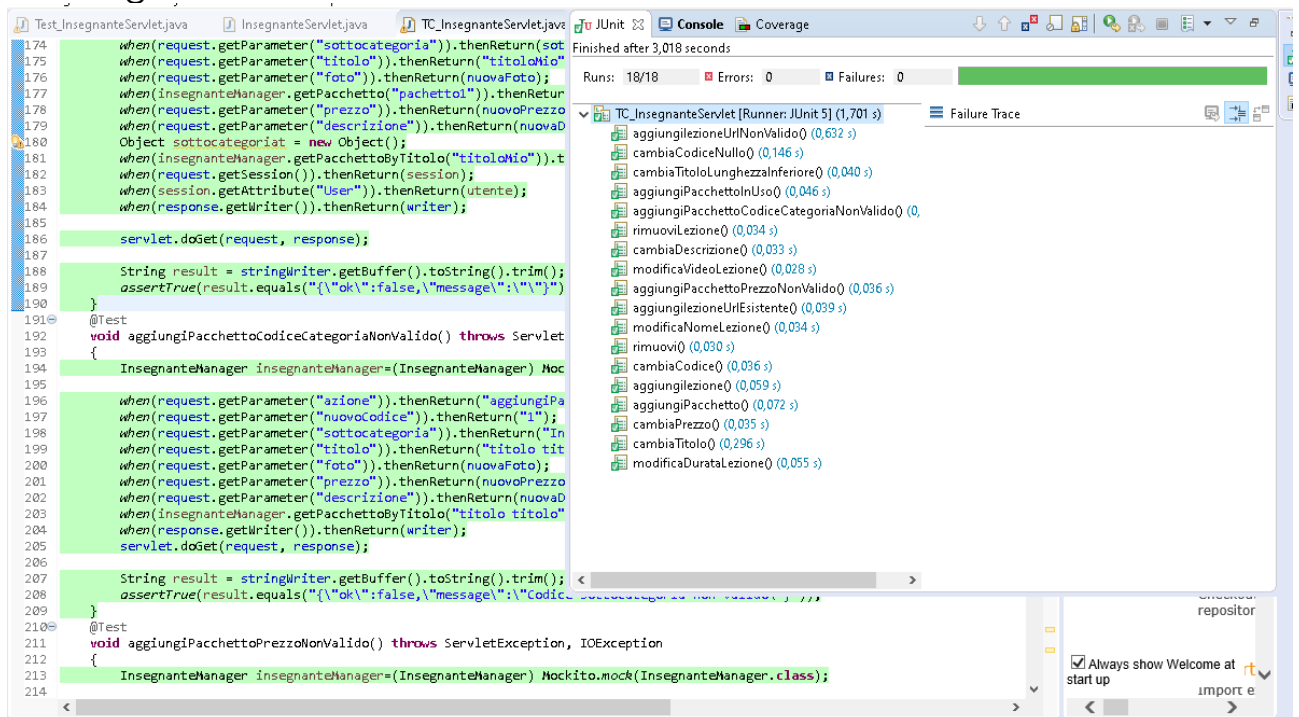 Test_InsegnanteServlet.java InsegnanteServlet.java TC_InsegnanteServlet.java
174 when(request.getParameter("sottocategoria")).thenReturn(sot
175 when(request.getParameter("titolo")).thenReturn("titoloMio"
176 when(request.getParameter("foto")).thenReturn(nuovaFoto);
177 when(insegnanteManager.getPacchetto("pachetto1")).thenRetur
178 when(request.getParameter("prezzo")).thenReturn(nuovoPrezzo
179 when(request.getParameter("descrizione")).thenReturn(nuovaD
180 Object sottocategoriat = new Object();
181 when(insegnanteManager.getPacchettoByTitolo("titoloMio")).t
182 when(request.getSession()).thenReturn(session);
183 when(session.getAttribute("User")).thenReturn(utente);
184 when(response.getWriter()).thenReturn(writer);
185
186 servlet.doGet(request, response);
187
188 String result = stringWriter.getBuffer().toString().trim();
189 assertTrue(result.equals("{\"ok\":false,\"message\":\"\"}")
190 }
191 @Test
192 void aggiungiPacchettoCodiceCategoriaNonValido() throws Servlet
193 {
194 InsegnanteManager insegnanteManager=(InsegnanteManager) Moc
195
196 when(request.getParameter("azione")).thenReturn("aggiungiPa
197 when(request.getParameter("nuovoCodice")).thenReturn("1");
198 when(request.getParameter("sottocategoria")).thenReturn("In
199 when(request.getParameter("titolo")).thenReturn("titolo tit
200 when(request.getParameter("foto")).thenReturn(nuovaFoto);
201 when(request.getParameter("prezzo")).thenReturn(nuovoPrezzo
202 when(request.getParameter("descrizione")).thenReturn(nuovaD
203 when(insegnanteManager.getPacchettoByTitolo("titolo titolo"
204 when(response.getWriter()).thenReturn(writer);
205 servlet.doGet(request, response);
206
207 String result = stringWriter.getBuffer().toString().trim();
208 assertTrue(result.equals("{\"ok\":false,\"message\":\"Codice sottocategoria non valido\"}"));
209 }
210 @Test
211 void aggiungiPacchettoPrezzoNonValido() throws ServletException, IOException
212 {
213 InsegnanteManager insegnanteManager=(InsegnanteManager) Mockito.mock(InsegnanteManager.class);
214
JUnit Console Coverage
Finished after 3,018 seconds
Runs: 18/18 Errors: 0 Failures: 0
TC_InsegnanteServlet [Runner: JUnit 5] (1,701 s)
aggiungilezioneUrlNonValido() (0,632 s)
cambiaCodiceNullo() (0,146 s)
cambiaTitoloLunghezzaInferiore() (0,040 s)
aggiungiPacchettoInUso() (0,046 s)
aggiungiPacchettoCodiceCategoriaNonValido() (0,
rimuoviLezione() (0,034 s)
cambiaDescrizione() (0,033 s)
modificaVideoLezione() (0,028 s)
aggiungiPacchettoPrezzoNonValido() (0,036 s)
aggiungilezioneUrlEsistente() (0,039 s)
modificaNomeLezione() (0,034 s)
rimuovi() (0,030 s)
cambiaCodice() (0,036 s)
aggiungilezione() (0,059 s)
aggiungiPacchetto() (0,072 s)
cambiaPrezzo() (0,035 s)
cambiaTitolo() (0,296 s)
modificaDurataLezione() (0,055 s)
Failure Trace
repositor
Always show Welcome at
start up
Import e